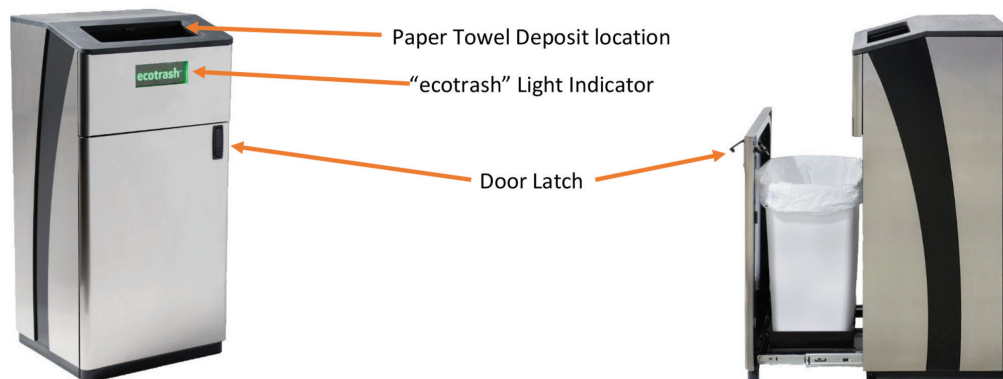 Paper Towel Deposit location
ecotrash
“ecotrash” Light Indicator
Door Latch